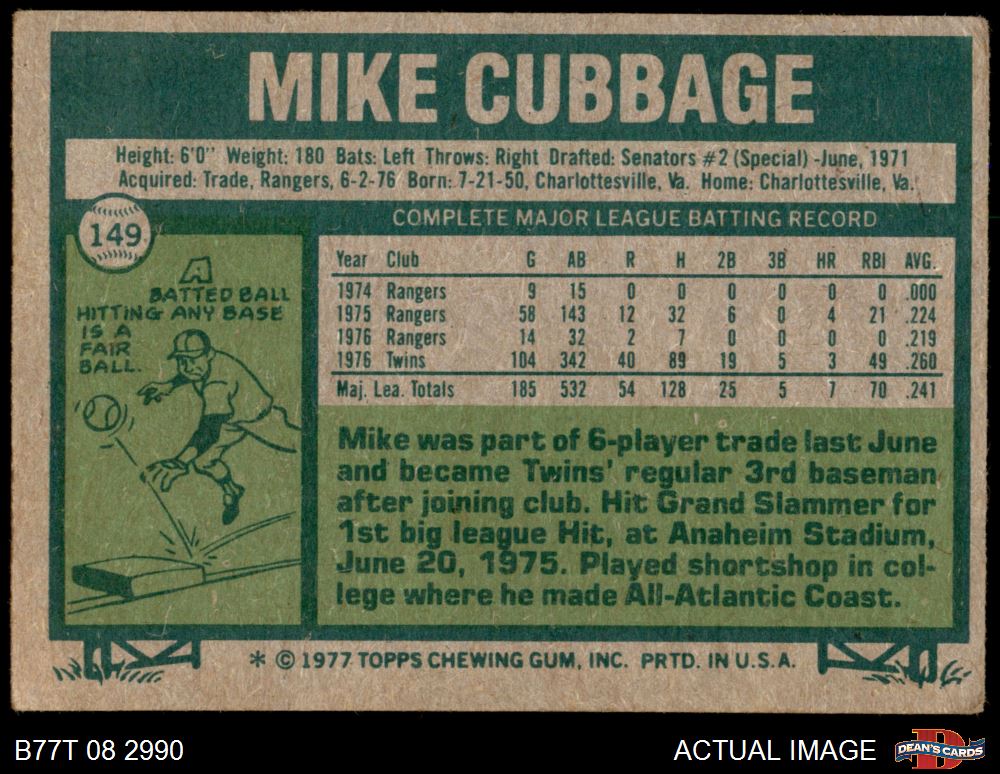 MIKE CUBBAGE
Height: 6'0" Weight: 180 Bats: Left Throws: Right Drafted: Senators #2 (Special) -June, 1971
Acquired: Trade, Rangers, 6-2-76 Born: 7-21-50, Charlottesville, Va. Home: Charlottesville, Va.
149
A
BATTED BALL
HITTING ANY BASE
IS A
FAIR
BALL.
COMPLETE MAJOR LEAGUE BATTING RECORD
Year Club G AB R H 2B 3B HR RBI AVG.
1974 Rangers 9 15 0 0 0 0 0 0 .000
1975 Rangers 58 143 12 32 6 0 4 21 .224
1976 Rangers 14 32 2 7 0 0 0 0 .219
1976 Twins 104 342 40 89 19 5 3 49 .260
Maj. Lea. Totals 185 532 54 128 25 5 7 70 .241
Mike was part of 6-player trade last June
and became Twins' regular 3rd baseman
after joining club. Hit Grand Slammer for
1st big league Hit, at Anaheim Stadium,
June 20, 1975. Played shortshop in col-
lege where he made All-Atlantic Coast.
* © 1977 TOPPS CHEWING GUM, INC. PRTD. IN U.S.A.
B77T 08 2990
ACTUAL IMAGE
DEAN'S CARDS